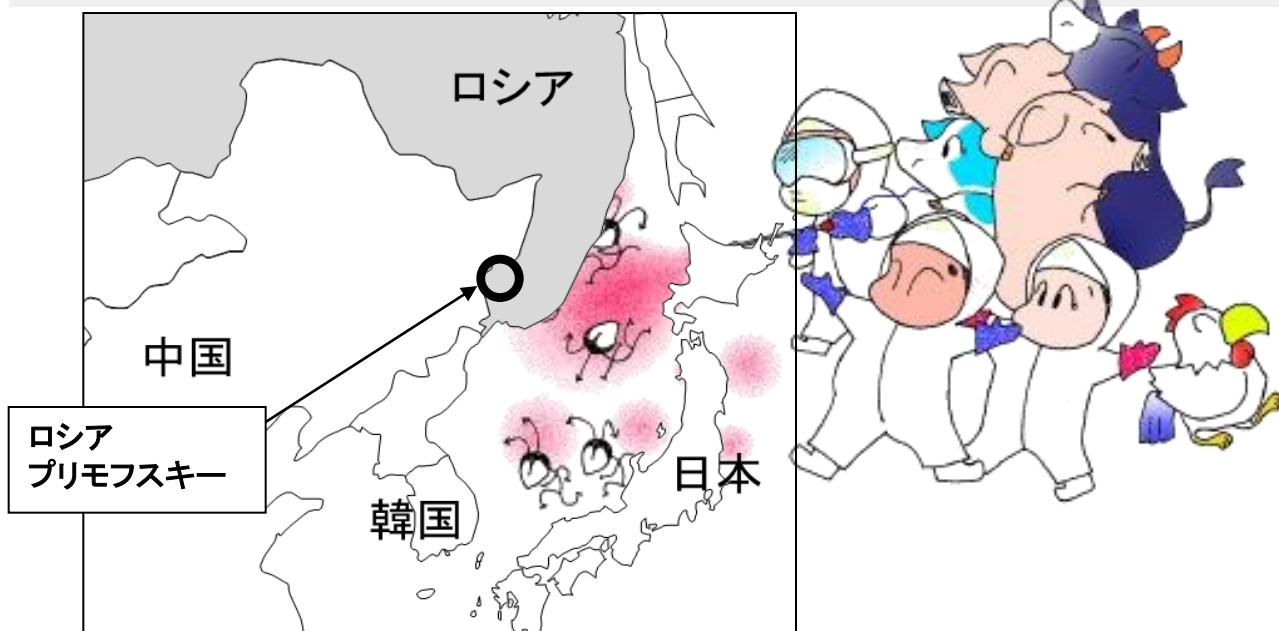 ロシア
中国
ロシア
プリモフスキー
韓国
日本